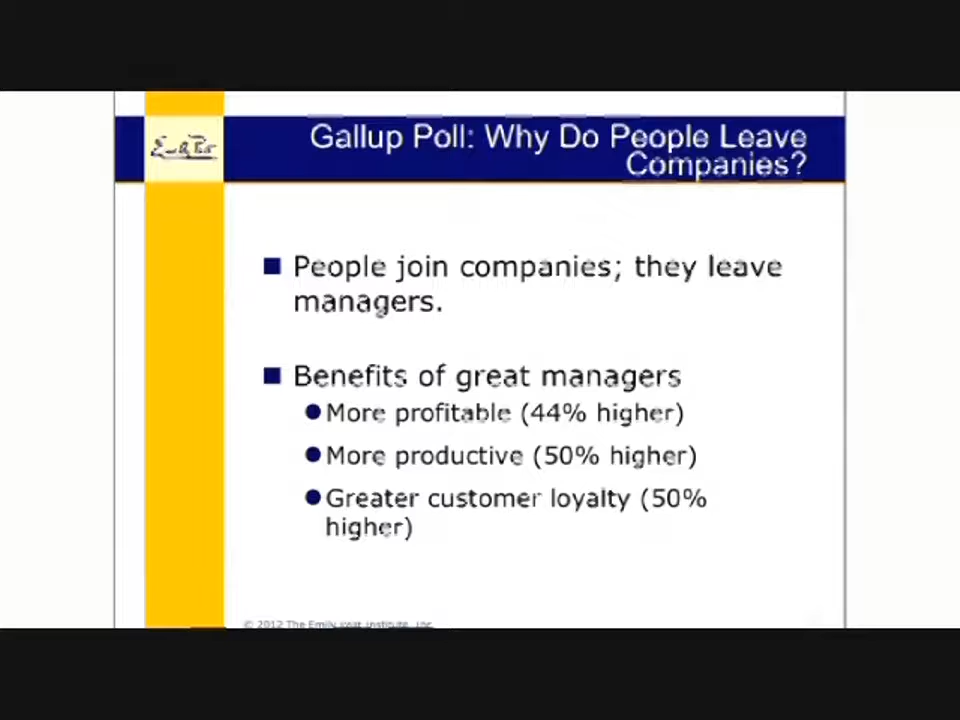 Gallup Poll: Why Do People Leave
Companies?
■ People join companies; they leave
managers.
■ Benefits of great managers
● More profitable (44% higher)
● More productive (50% higher)
● Greater customer loyalty (50%
higher)
© 2012 The Emily Post Institute, Inc.